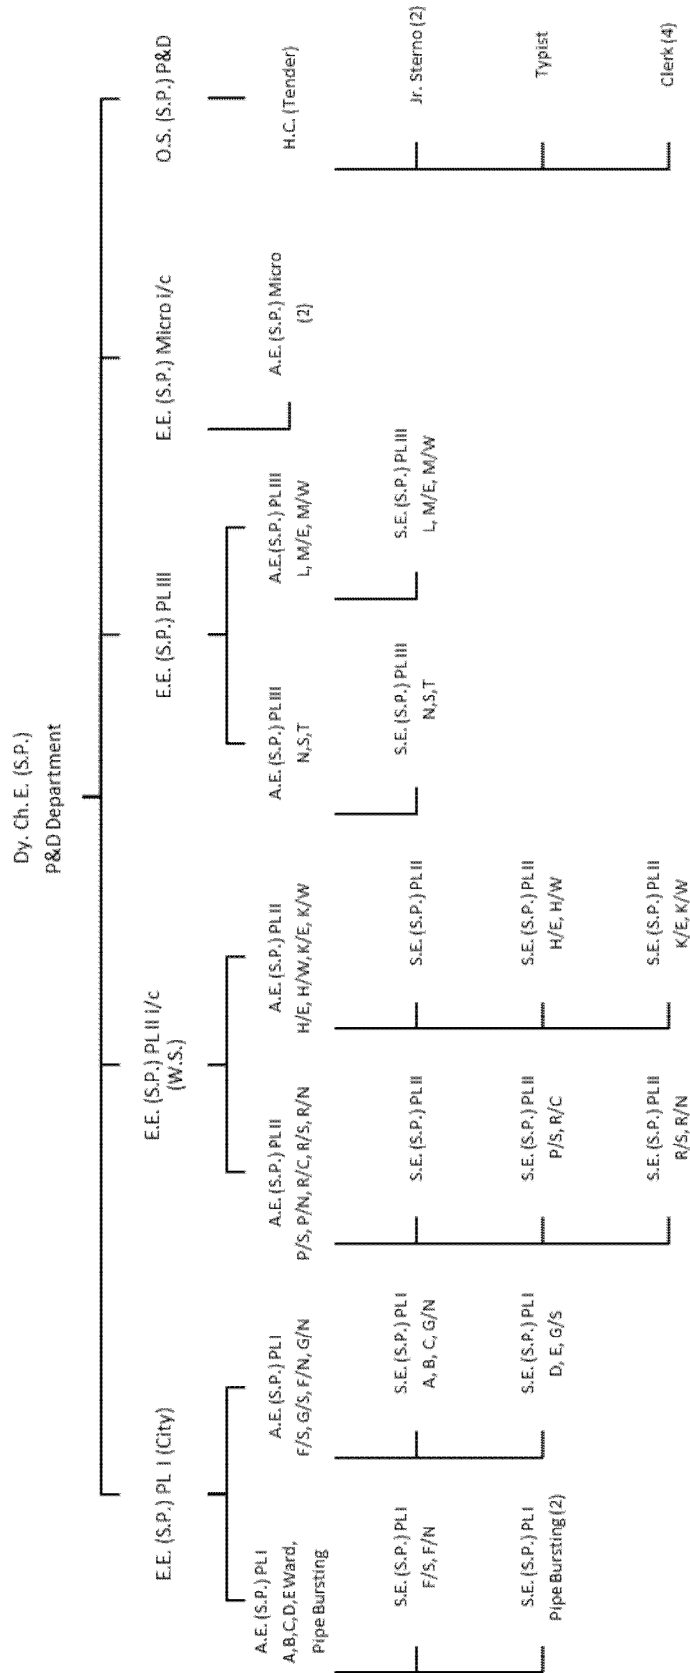 Dy. Ch. E. (S.P.)
P&D Department
E.E. (S.P.) PL I (City)
A.E. (S.P.) PL I
A,B,C,D,E Ward,
Pipe Bursting
S.E. (S.P.) PL I
F/S, F/N
S.E. (S.P.) PL I
Pipe Bursting (2)
A.E. (S.P.) PL I
F/S, G/S, F/N, G/N
S.E. (S.P.) PL I
A, B, C, G/N
S.E. (S.P.) PL I
D, E, G/S
E.E. (S.P.) PL II i/c
(W.S.)
A.E. (S.P.) PL II
P/S, P/N, R/C, R/S, R/N
S.E. (S.P.) PL II
S.E. (S.P.) PL II
P/S, R/C
S.E. (S.P.) PL II
R/S, R/N
A.E. (S.P.) PL II
H/E, H/W, K/E, K/W
S.E. (S.P.) PL II
S.E. (S.P.) PL II
H/E, H/W
S.E. (S.P.) PL II
K/E, K/W
E.E. (S.P.) PL III
A.E. (S.P.) PL III
N,S,T
S.E. (S.P.) PL III
N,S,T
A.E. (S.P.) PL III
L, M/E, M/W
S.E. (S.P.) PL III
L, M/E, M/W
E.E. (S.P.) Micro i/c
A.E. (S.P.) Micro
(2)
O.S. (S.P.) P&D
H.C. (Tender)
Jr. Sterno (2)
Typist
Clerk (4)